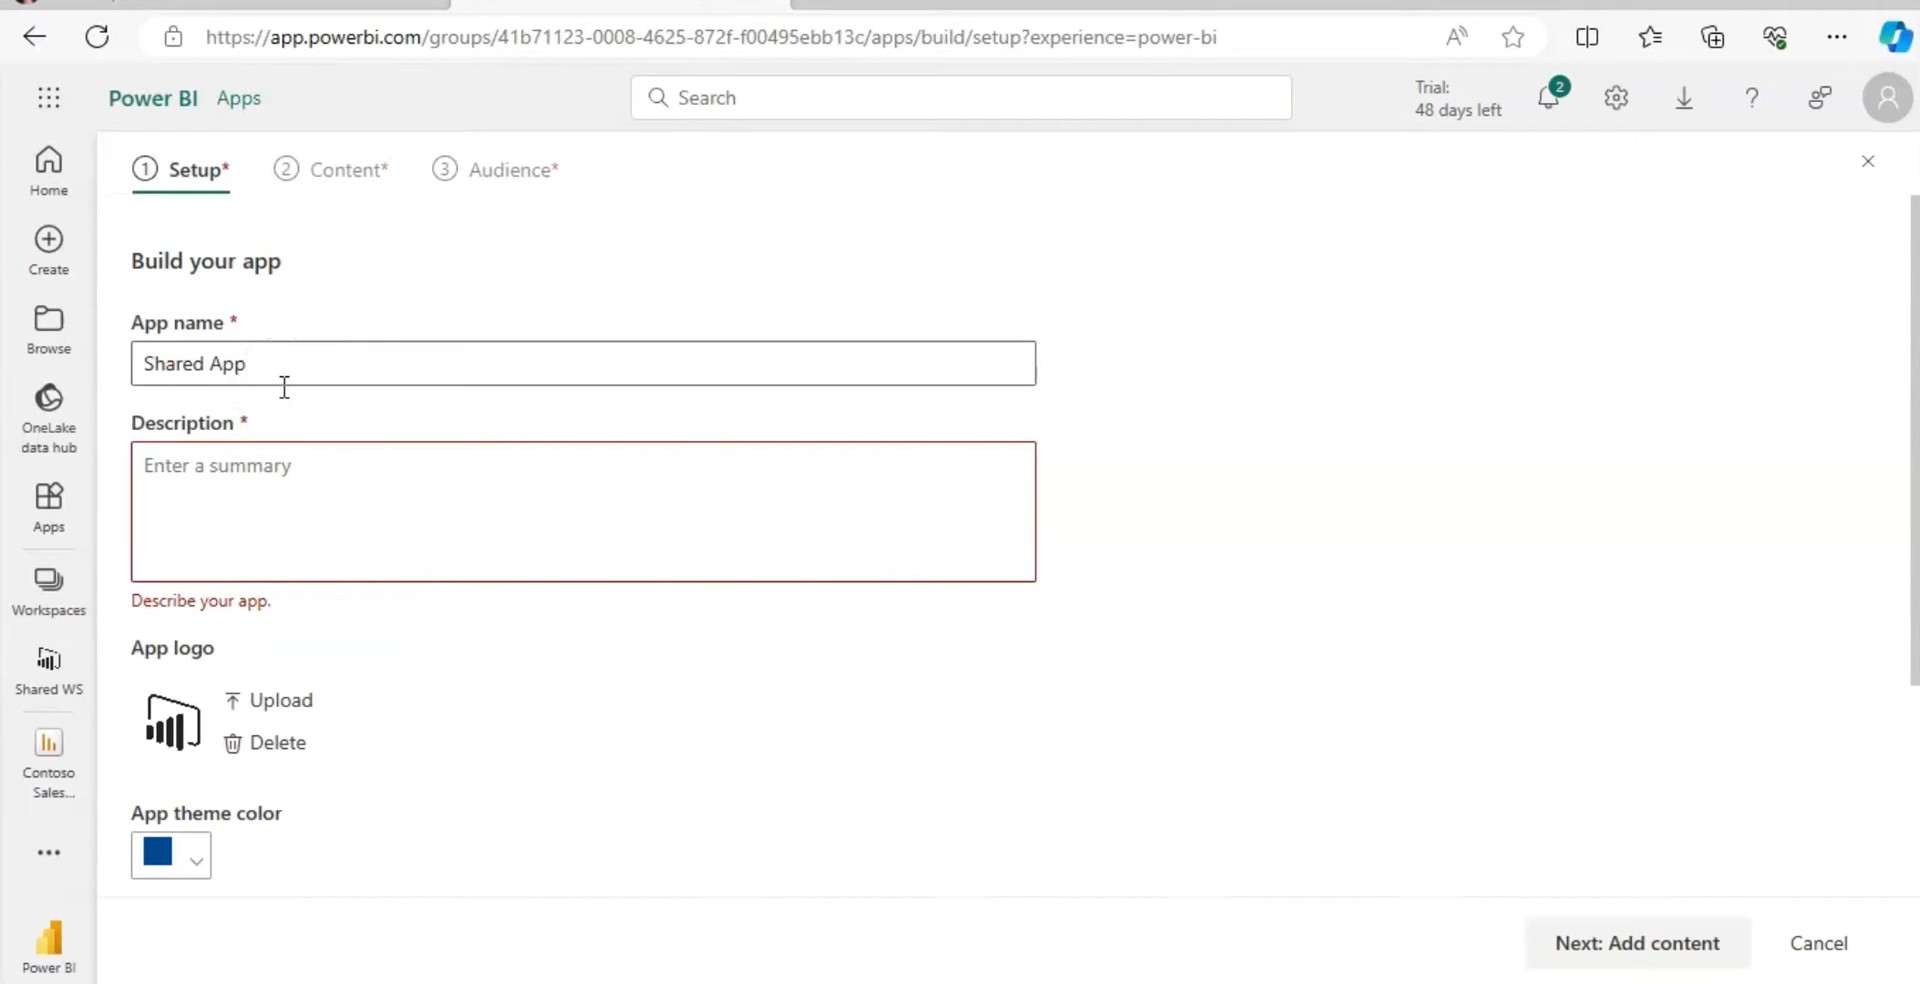 https://app.powerbi.com/groups/41b71123-0008-4625-872f-f00495ebb13c/apps/build/setup?experience=power-bi
Power BI Apps
Search
Trial:
48 days left
2
Home
Create
Browse
OneLake
data hub
Apps
Workspaces
Shared WS
Contoso
Sales...
Power BI
1 Setup*
2 Content*
3 Audience*
Build your app
App name *
Shared App
Description *
Enter a summary
Describe your app.
App logo
Upload
Delete
App theme color
Next: Add content
Cancel